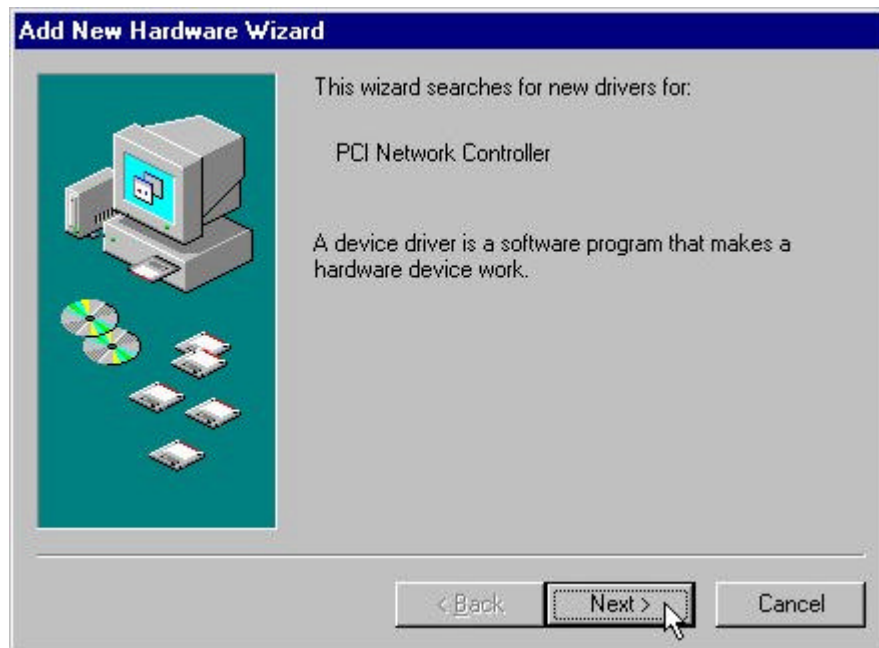 Add New Hardware Wizard
This wizard searches for new drivers for:
PCI Network Controller
A device driver is a software program that makes a
hardware device work.
< Back
Next >
Cancel